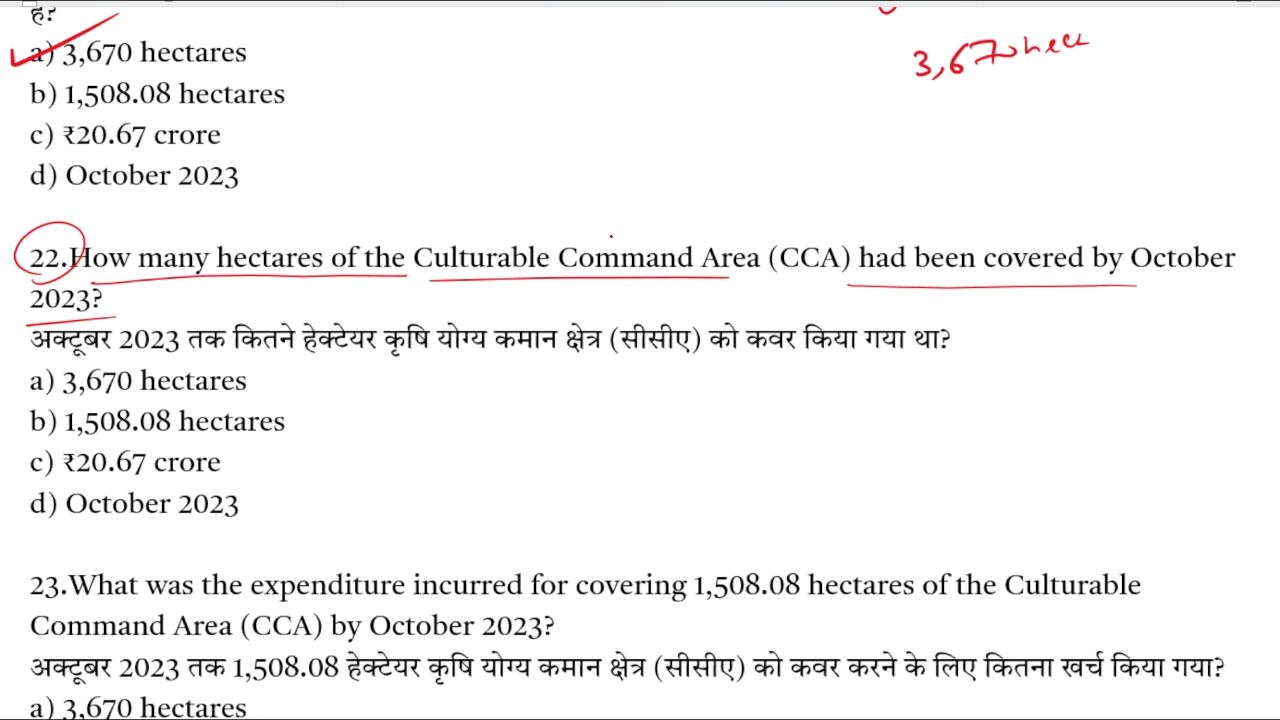 है?
a) 3,670 hectares
3,670 hec
b) 1,508.08 hectares
c) ₹20.67 crore
d) October 2023
22.How many hectares of the Culturable Command Area (CCA) had been covered by October
2023?
अक्टूबर 2023 तक कितने हेक्टेयर कृषि योग्य कमान क्षेत्र (सीसीए) को कवर किया गया था?
a) 3,670 hectares
b) 1,508.08 hectares
c) ₹20.67 crore
d) October 2023
23.What was the expenditure incurred for covering 1,508.08 hectares of the Culturable
Command Area (CCA) by October 2023?
अक्टूबर 2023 तक 1,508.08 हेक्टेयर कृषि योग्य कमान क्षेत्र (सीसीए) को कवर करने के लिए कितना खर्च किया गया?
a) 3,670 hectares